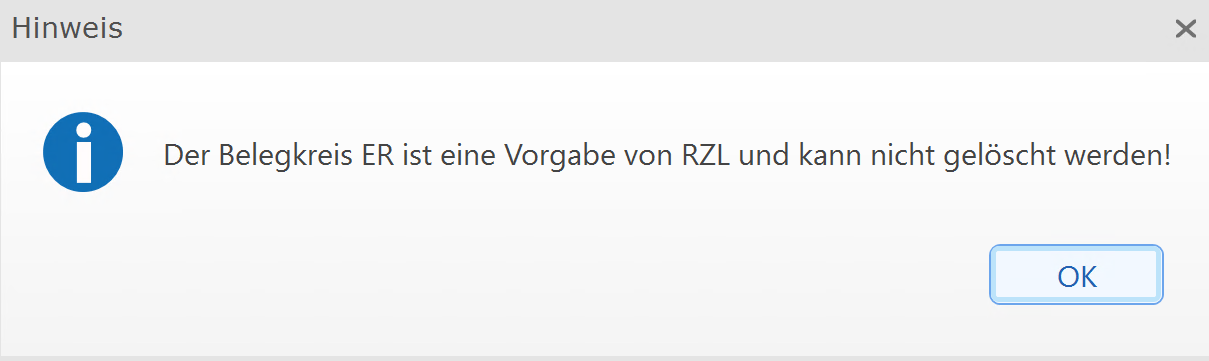 Hinweis
Der Belegkreis ER ist eine Vorgabe von RZL und kann nicht gelöscht werden!
OK